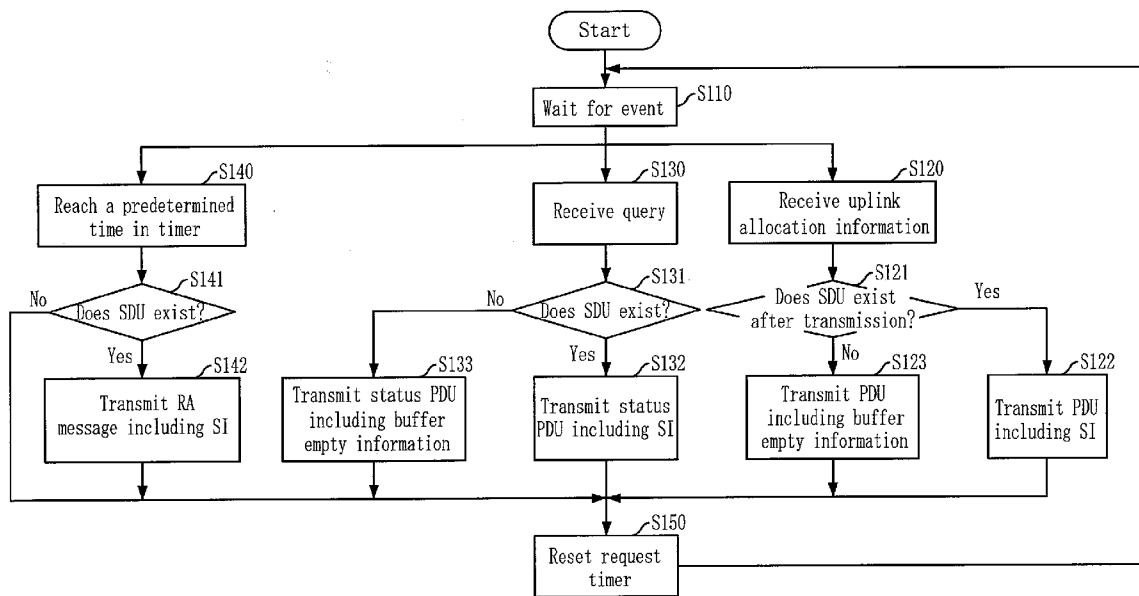 Start
S110
Wait for event
S140
Reach a predetermined
time in timer
S130
Receive query
S120
Receive uplink
allocation information
S141
No
Does SDU exist?
Yes
S131
No
Does SDU exist?
Yes
S121
Does SDU exist
after transmission?
Yes
No
S142
Transmit RA
message including SI
S133
Transmit status PDU
including buffer
empty information
S132
Transmit status
PDU including SI
S123
Transmit PDU
including buffer
empty information
S122
Transmit PDU
including SI
S150
Reset request
timer